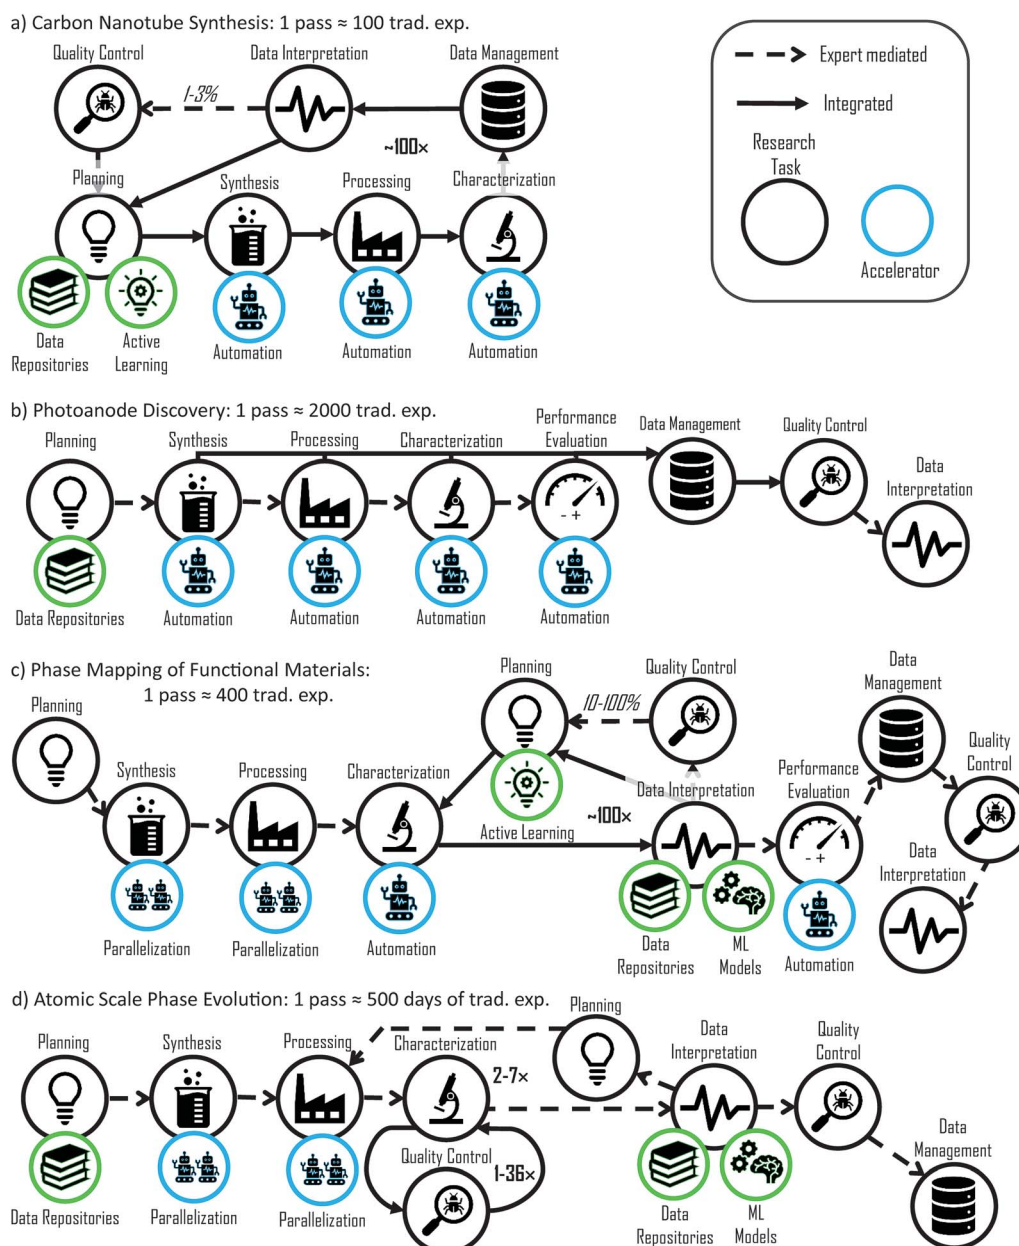 a) Carbon Nanotube Synthesis: 1 pass ≈ 100 trad. exp.
Quality Control
Data Interpretation
Data Management
1-3%
~100×
Planning
Synthesis
Processing
Characterization
Data
Repositories
Active
Learning
Automation
Automation
Automation
Expert mediated
Integrated
Research
Task
Accelerator
b) Photoanode Discovery: 1 pass ≈ 2000 trad. exp.
Planning
Synthesis
Processing
Characterization
Performance
Evaluation
Data Management
Quality Control
Data
Interpretation
- +
Data Repositories
Automation
Automation
Automation
Automation
c) Phase Mapping of Functional Materials:
1 pass ≈ 400 trad. exp.
Planning
Synthesis
Processing
Characterization
Planning
Quality Control
10-100%
Active Learning
~100×
Data Interpretation
Performance
Evaluation
- +
Data
Management
Quality
Control
Data
Interpretation
Parallelization
Parallelization
Automation
Data
Repositories
ML
Models
Automation
d) Atomic Scale Phase Evolution: 1 pass ≈ 500 days of trad. exp.
Planning
Synthesis
Processing
Characterization
Planning
Data
Interpretation
Quality
Control
2-7×
Quality Control
1-36×
Data
Management
Data Repositories
Parallelization
Parallelization
Data
Repositories
ML
Models